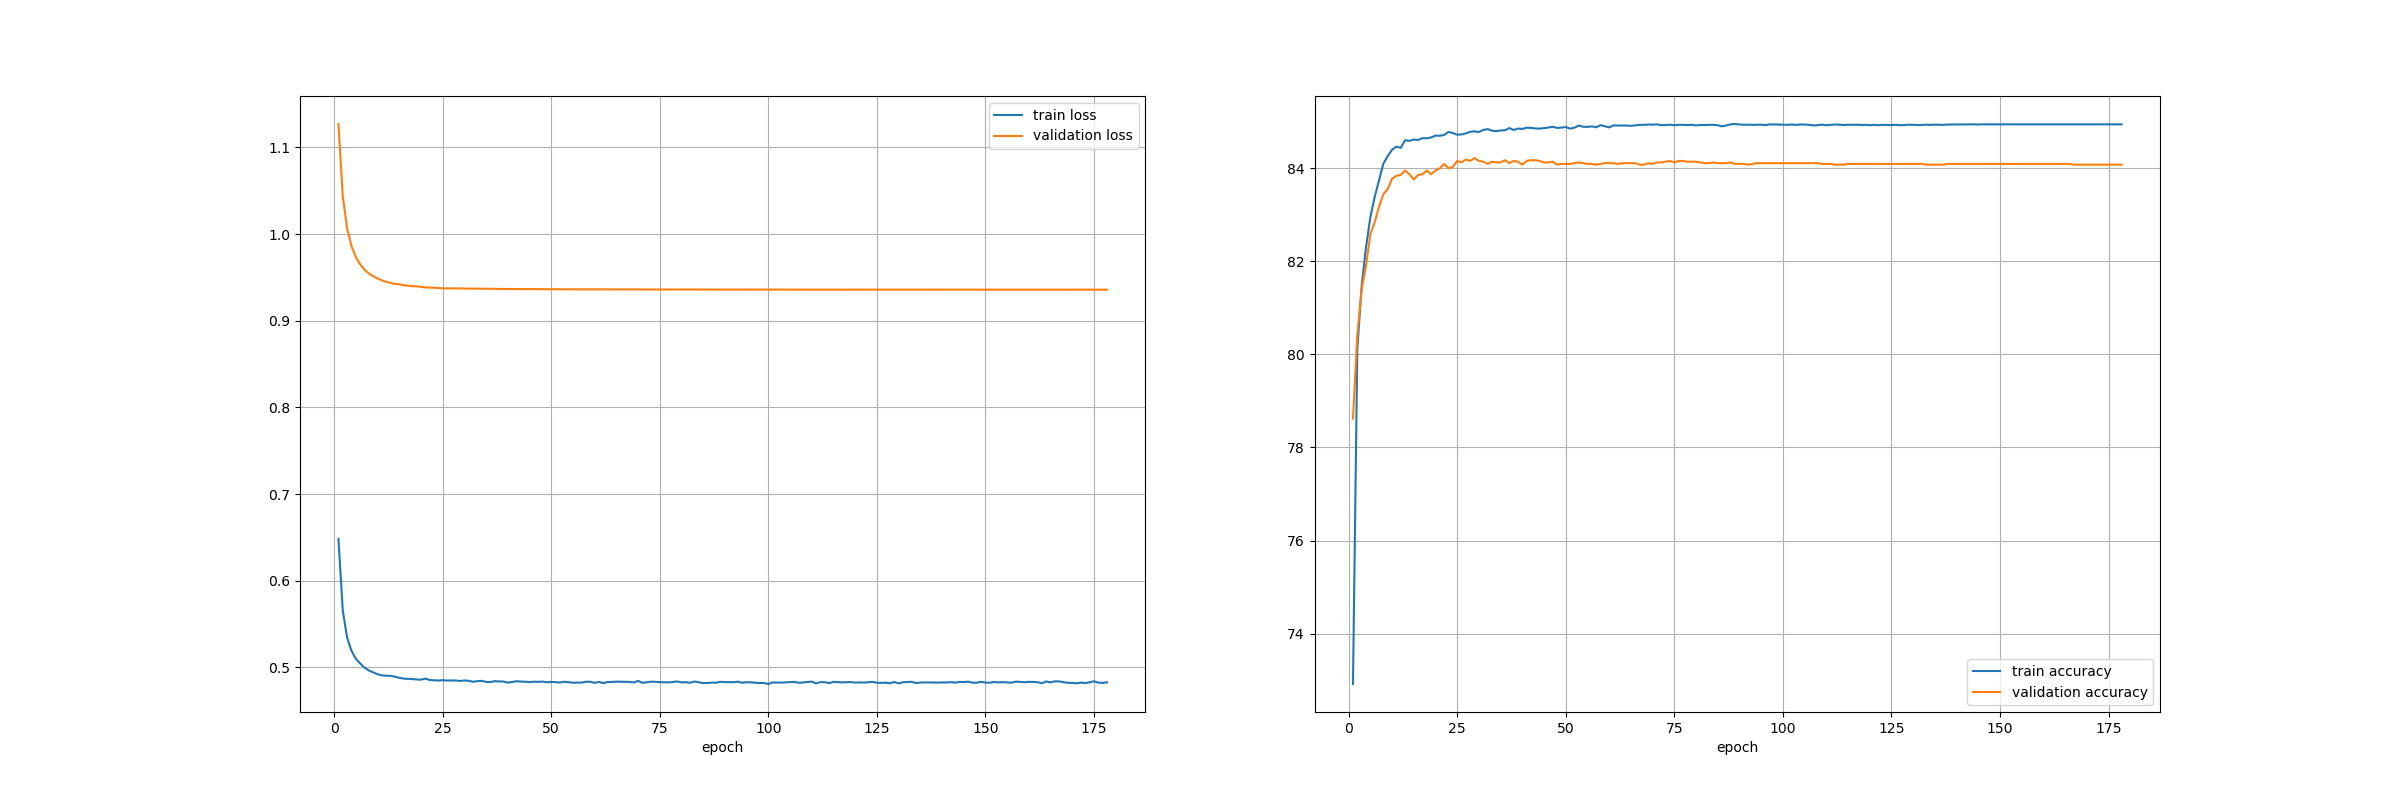 train loss
validation loss
1.1
1.0
0.9
0.8
0.7
0.6
0.5
0 25 50 75 100 125 150 175
epoch
84
82
80
78
76
74
train accuracy
validation accuracy
0 25 50 75 100 125 150 175
epoch